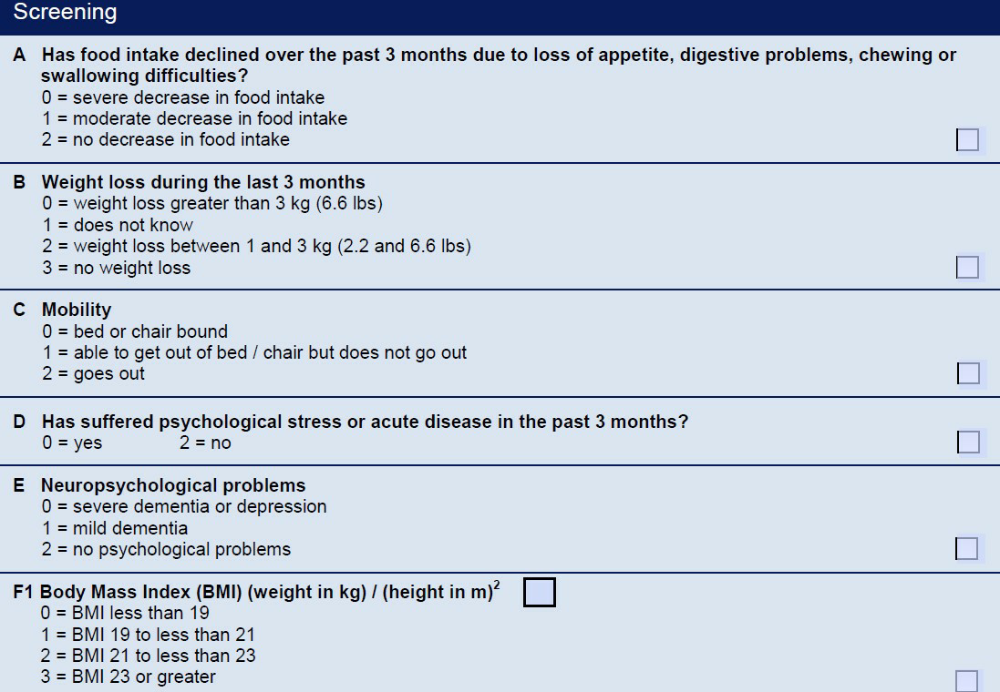 Screening
A Has food intake declined over the past 3 months due to loss of appetite, digestive problems, chewing or
swallowing difficulties?
0 = severe decrease in food intake
1 = moderate decrease in food intake
2 = no decrease in food intake
B Weight loss during the last 3 months
0 = weight loss greater than 3 kg (6.6 lbs)
1 = does not know
2 = weight loss between 1 and 3 kg (2.2 and 6.6 lbs)
3 = no weight loss
C Mobility
0 = bed or chair bound
1 = able to get out of bed / chair but does not go out
2 = goes out
D Has suffered psychological stress or acute disease in the past 3 months?
0 = yes 2 = no
E Neuropsychological problems
0 = severe dementia or depression
1 = mild dementia
2 = no psychological problems
F1 Body Mass Index (BMI) (weight in kg) / (height in m)²
0 = BMI less than 19
1 = BMI 19 to less than 21
2 = BMI 21 to less than 23
3 = BMI 23 or greater